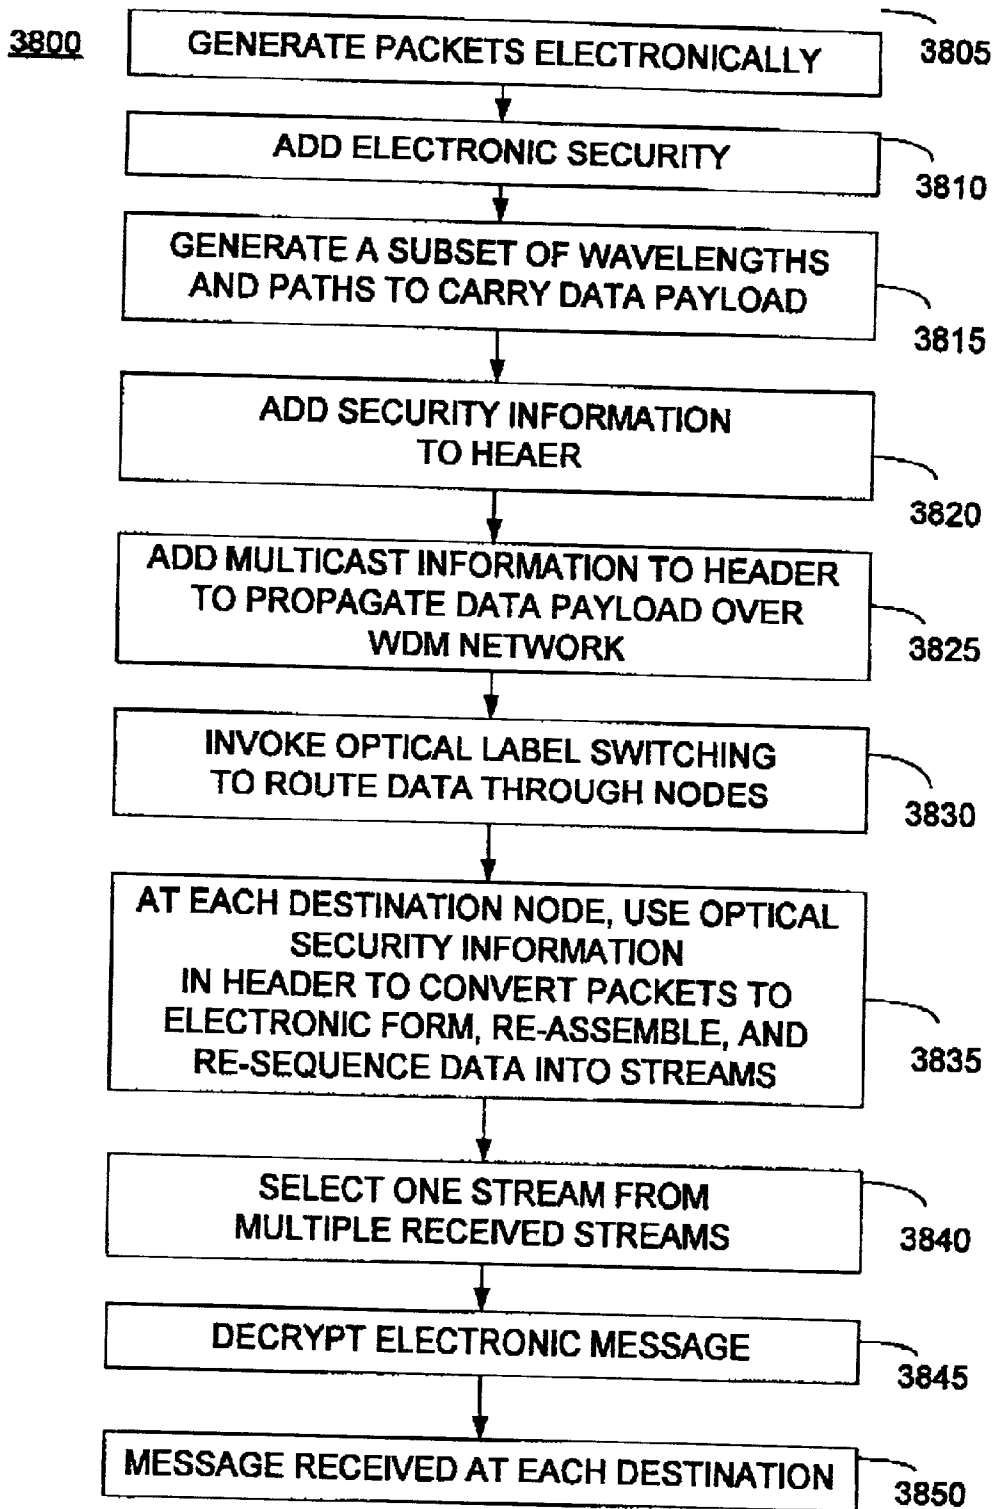 3800
GENERATE PACKETS ELECTRONICALLY
3805
ADD ELECTRONIC SECURITY
3810
GENERATE A SUBSET OF WAVELENGTHS
AND PATHS TO CARRY DATA PAYLOAD
3815
ADD SECURITY INFORMATION
TO HEAER
3820
ADD MULTICAST INFORMATION TO HEADER
TO PROPAGATE DATA PAYLOAD OVER
WDM NETWORK
3825
INVOKE OPTICAL LABEL SWITCHING
TO ROUTE DATA THROUGH NODES
3830
AT EACH DESTINATION NODE, USE OPTICAL
SECURITY INFORMATION
IN HEADER TO CONVERT PACKETS TO
ELECTRONIC FORM, RE-ASSEMBLE, AND
RE-SEQUENCE DATA INTO STREAMS
3835
SELECT ONE STREAM FROM
MULTIPLE RECEIVED STREAMS
3840
DECRYPT ELECTRONIC MESSAGE
3845
MESSAGE RECEIVED AT EACH DESTINATION
3850